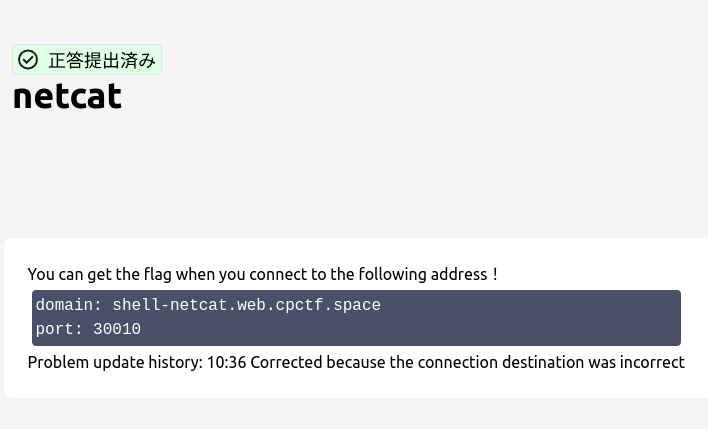 正答提出済み
netcat
You can get the flag when you connect to the following address！
domain: shell-netcat.web.cpctf.space
port: 30010
Problem update history: 10:36 Corrected because the connection destination was incorrect